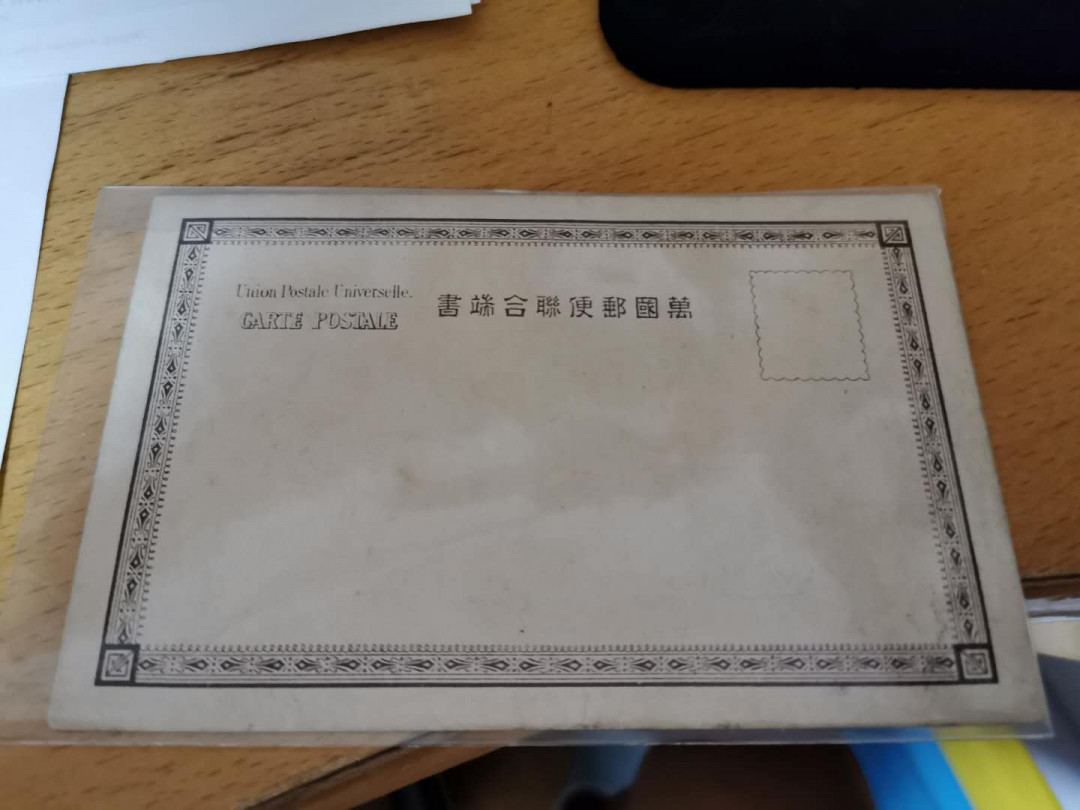 Union Postale Universelle.
CARTE POSTALE
萬國郵便聯合端書